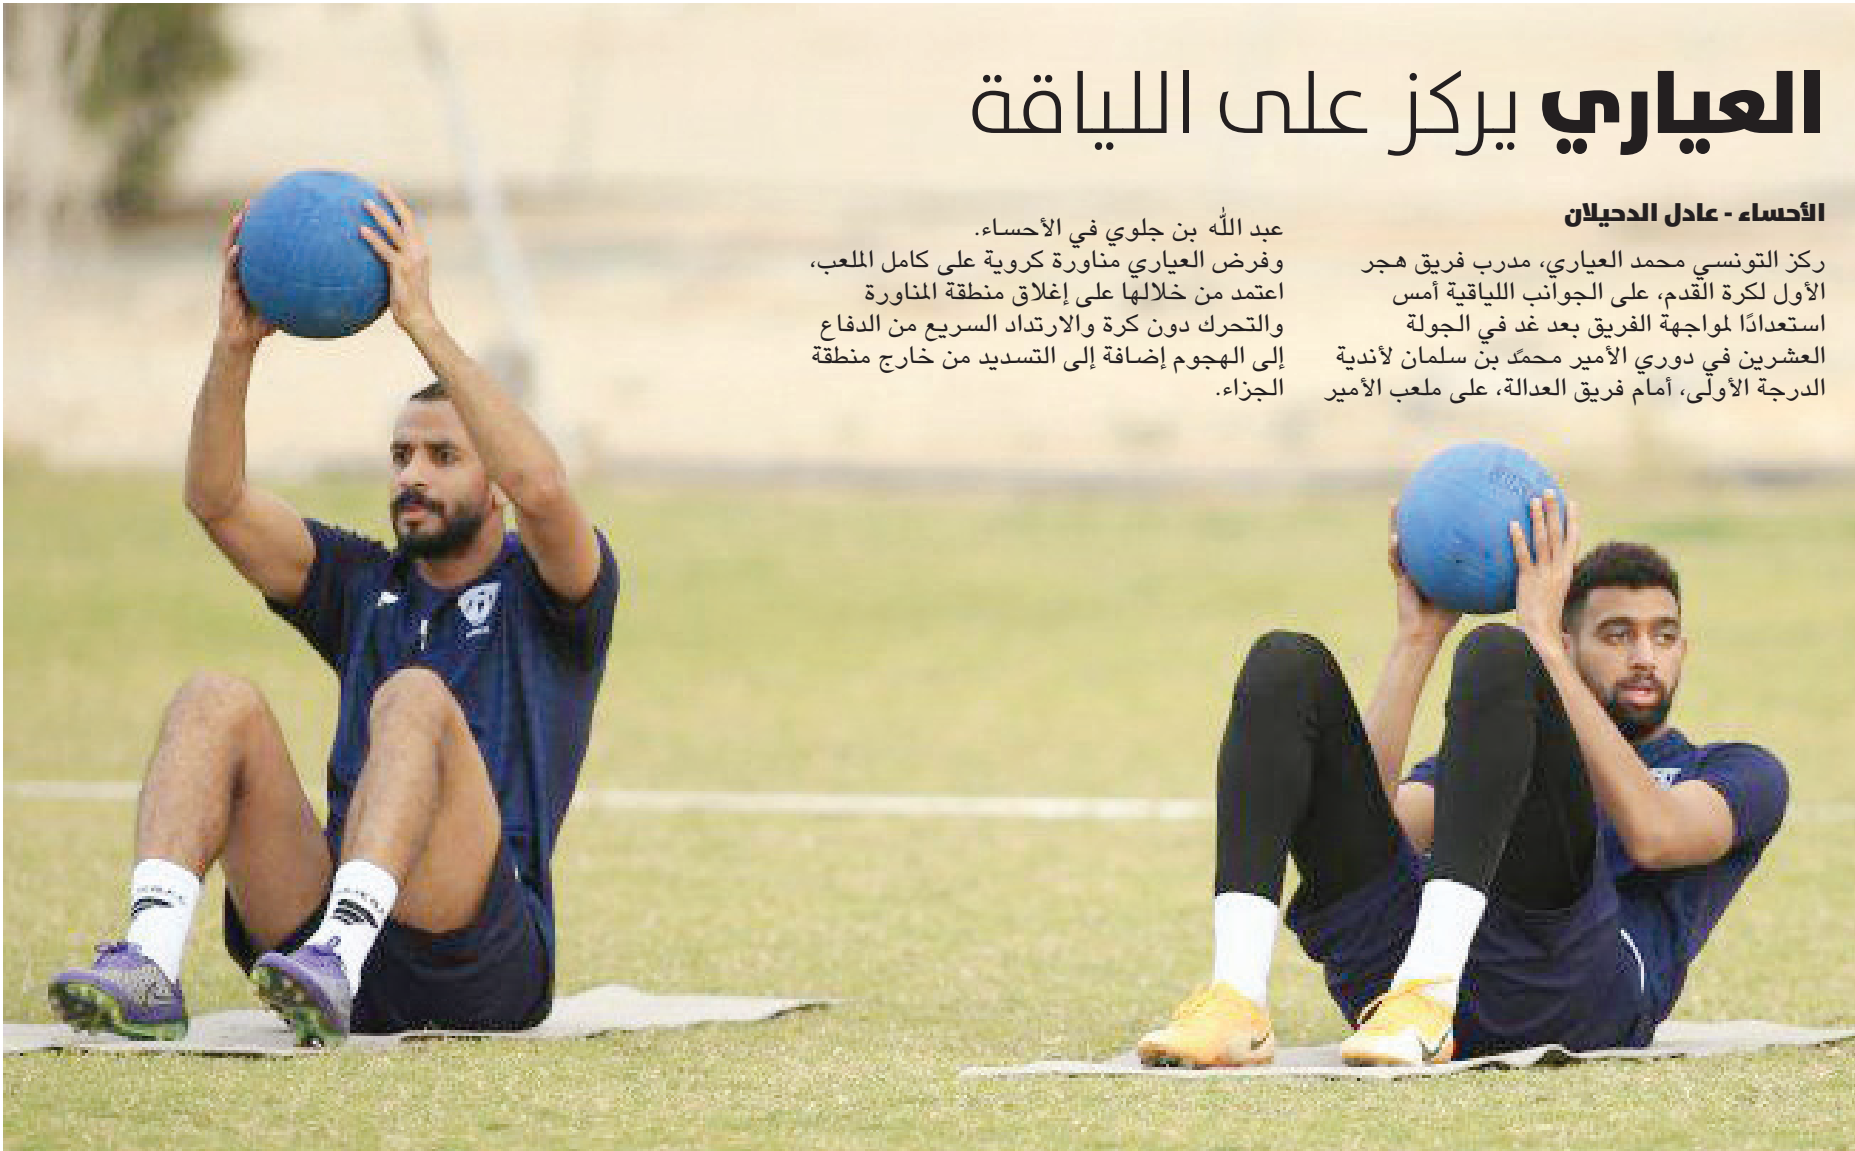 العياري يركز على اللياقة
الأحساء - عادل الدحيلان
ركز التونسي محمد العياري، مدرب فريق هجر
الأول لكرة القدم، على الجوانب اللياقية أمس
استعدادًا لمواجهة الفريق بعد غد في الجولة
العشرين في دوري الأمير محمد بن سلمان لأندية
الدرجة الأولى، أمام فريق العدالة، على ملعب الأمير
عبد الله بن جلوي في الأحساء.
وفرض العياري مناورة كروية على كامل الملعب،
اعتمد من خلالها على إغلاق منطقة المناورة
والتحرك دون كرة والارتداد السريع من الدفاع
إلى الهجوم إضافة إلى التسديد من خارج منطقة
الجزاء.